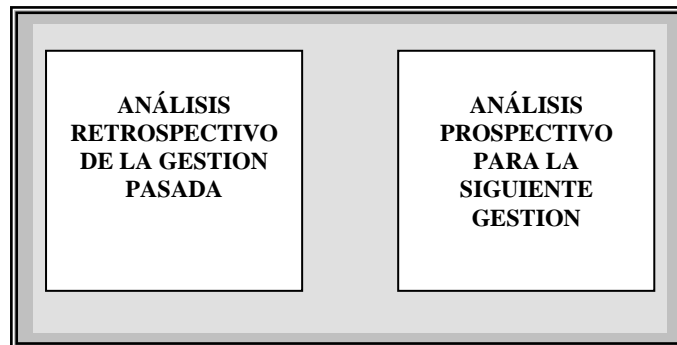 ANÁLISIS
RETROSPECTIVO
DE LA GESTION
PASADA
ANÁLISIS
PROSPECTIVO
PARA LA
SIGUIENTE
GESTION